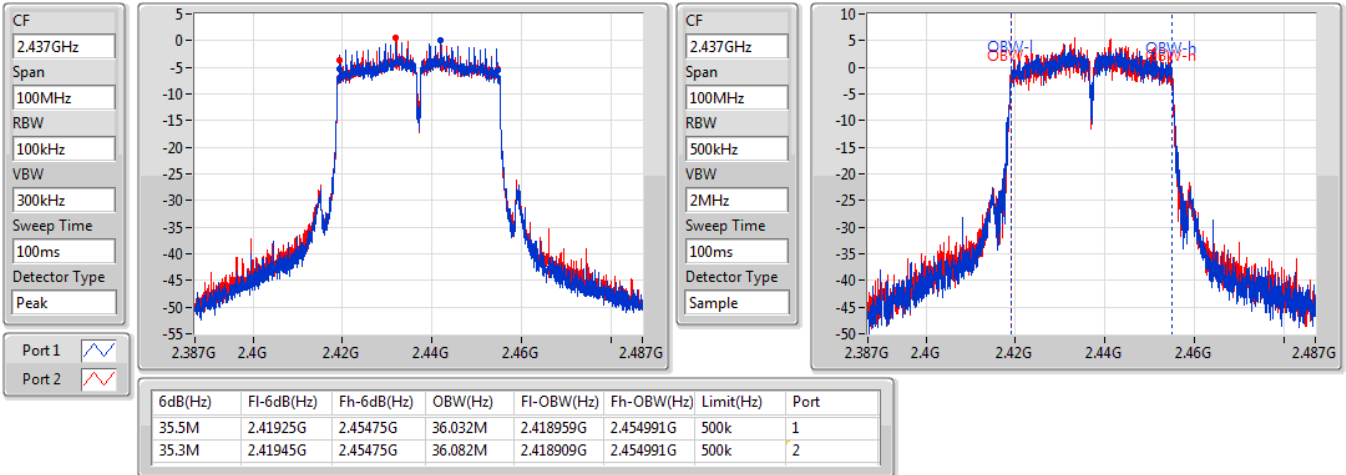 CF
2.437GHz
Span
100MHz
RBW
100kHz
VBW
300kHz
Sweep Time
100ms
Detector Type
Peak
5
0
-5
-10
-15
-20
-25
-30
-35
-40
-45
-50
-55
2.387G 2.4G 2.42G 2.44G 2.46G 2.487G
CF
2.437GHz
Span
100MHz
RBW
500kHz
VBW
2MHz
Sweep Time
100ms
Detector Type
Sample
10
5
0
-5
-10
-15
-20
-25
-30
-35
-40
-45
-50
OBW-l OBW-h
2.387G 2.4G 2.42G 2.44G 2.46G 2.487G
Port 1
Port 2
6dB(Hz) Fl-6dB(Hz) Fh-6dB(Hz) OBW(Hz) Fl-OBW(Hz) Fh-OBW(Hz) Limit(Hz) Port
35.5M 2.41925G 2.45475G 36.032M 2.418959G 2.454991G 500k 1
35.3M 2.41945G 2.45475G 36.082M 2.418909G 2.454991G 500k 2